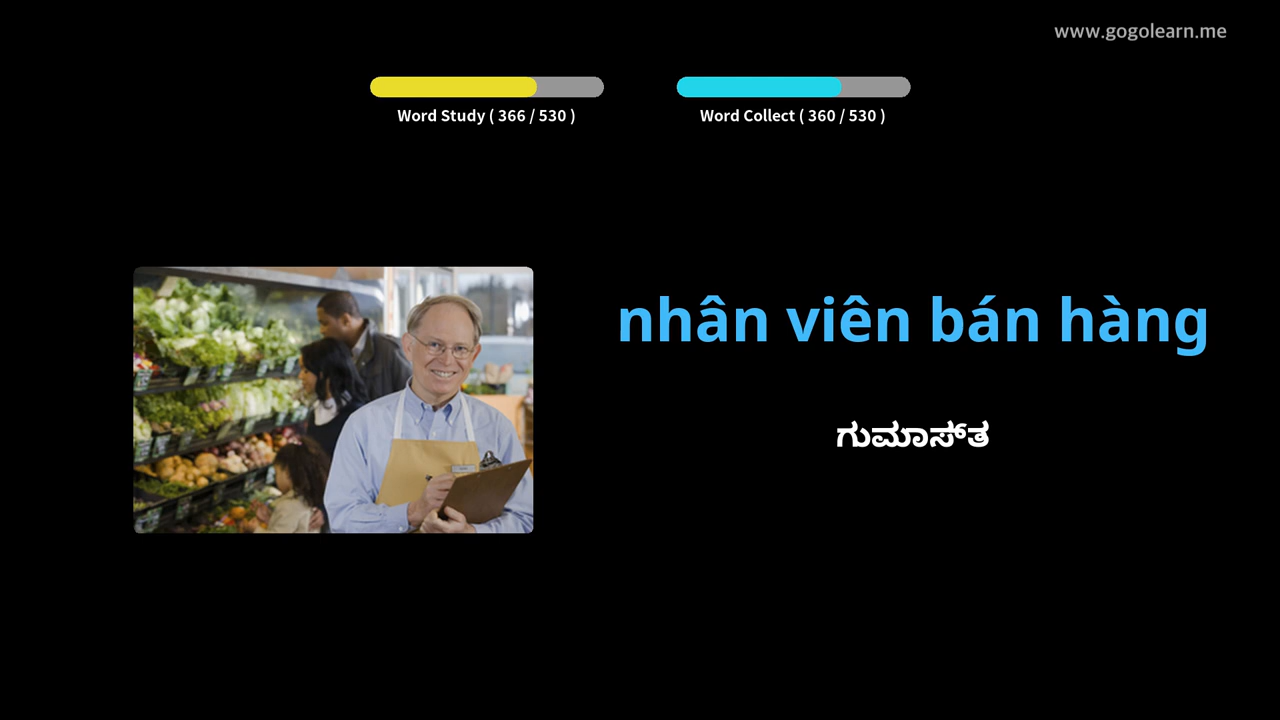 www.gogolearn.me
Word Study ( 366 / 530 )
Word Collect ( 360 / 530 )
nhân viên bán hàng
ಗುಮಾಸ್‌ತ